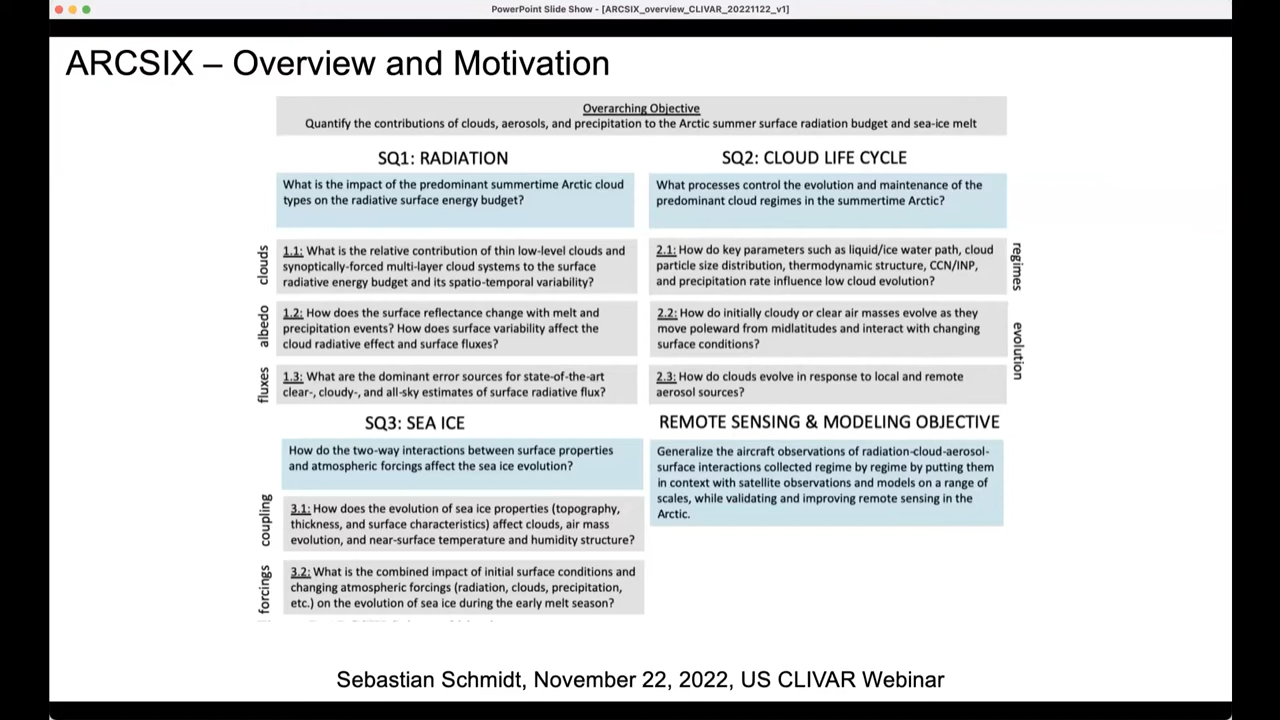 PowerPoint Slide Show - [ARCSIX_overview_CLIVAR_20221122_v1]
ARCSIX – Overview and Motivation
Overarching Objective
Quantify the contributions of clouds, aerosols, and precipitation to the Arctic summer surface radiation budget and sea-ice melt
SQ1: RADIATION
What is the impact of the predominant summertime Arctic cloud
types on the radiative surface energy budget?
clouds
1.1: What is the relative contribution of thin low-level clouds and
synoptically-forced multi-layer cloud systems to the surface
radiative energy budget and its spatio-temporal variability?
albedo
1.2: How does the surface reflectance change with melt and
precipitation events? How does surface variability affect the
cloud radiative effect and surface fluxes?
fluxes
1.3: What are the dominant error sources for state-of-the-art
clear-, cloudy-, and all-sky estimates of surface radiative flux?
SQ2: CLOUD LIFE CYCLE
What processes control the evolution and maintenance of the
predominant cloud regimes in the summertime Arctic?
2.1: How do key parameters such as liquid/ice water path, cloud
particle size distribution, thermodynamic structure, CCN/INP,
and precipitation rate influence low cloud evolution?
regimes
2.2: How do initially cloudy or clear air masses evolve as they
move poleward from midlatitudes and interact with changing
surface conditions?
evolution
2.3: How do clouds evolve in response to local and remote
aerosol sources?
SQ3: SEA ICE
How do the two-way interactions between surface properties
and atmospheric forcings affect the sea ice evolution?
coupling
3.1: How does the evolution of sea ice properties (topography,
thickness, and surface characteristics) affect clouds, air mass
evolution, and near-surface temperature and humidity structure?
forcings
3.2: What is the combined impact of initial surface conditions and
changing atmospheric forcings (radiation, clouds, precipitation,
etc.) on the evolution of sea ice during the early melt season?
REMOTE SENSING & MODELING OBJECTIVE
Generalize the aircraft observations of radiation-cloud-aerosol-
surface interactions collected regime by regime by putting them
in context with satellite observations and models on a range of
scales, while validating and improving remote sensing in the
Arctic.
Sebastian Schmidt, November 22, 2022, US CLIVAR Webinar